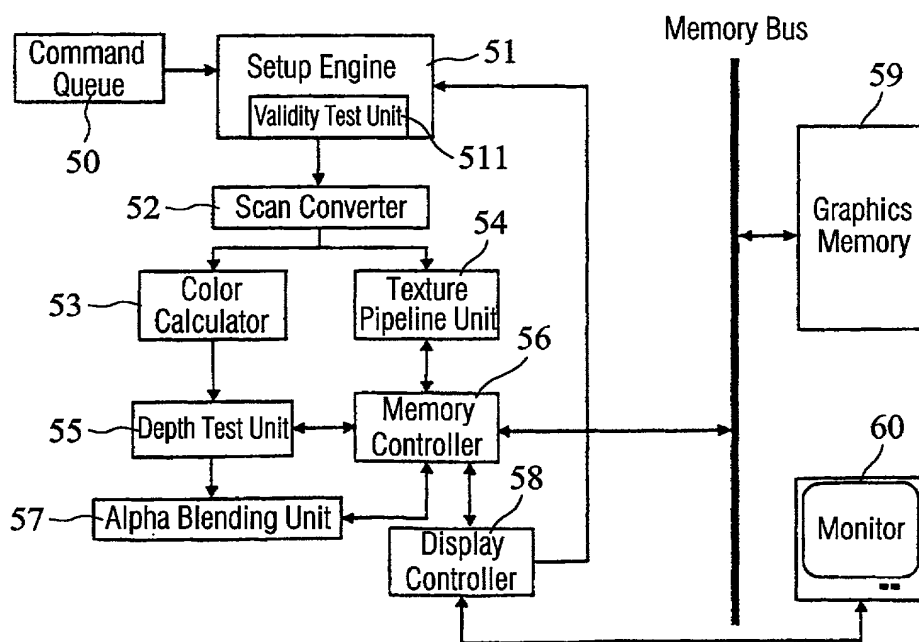 Command
Queue
50
Setup Engine
51
Validity Test Unit
511
Memory Bus
59
Graphics
Memory
52
Scan Converter
53
Color
Calculator
54
Texture
Pipeline Unit
55
Depth Test Unit
56
Memory
Controller
57
Alpha Blending Unit
58
Display
Controller
60
Monitor